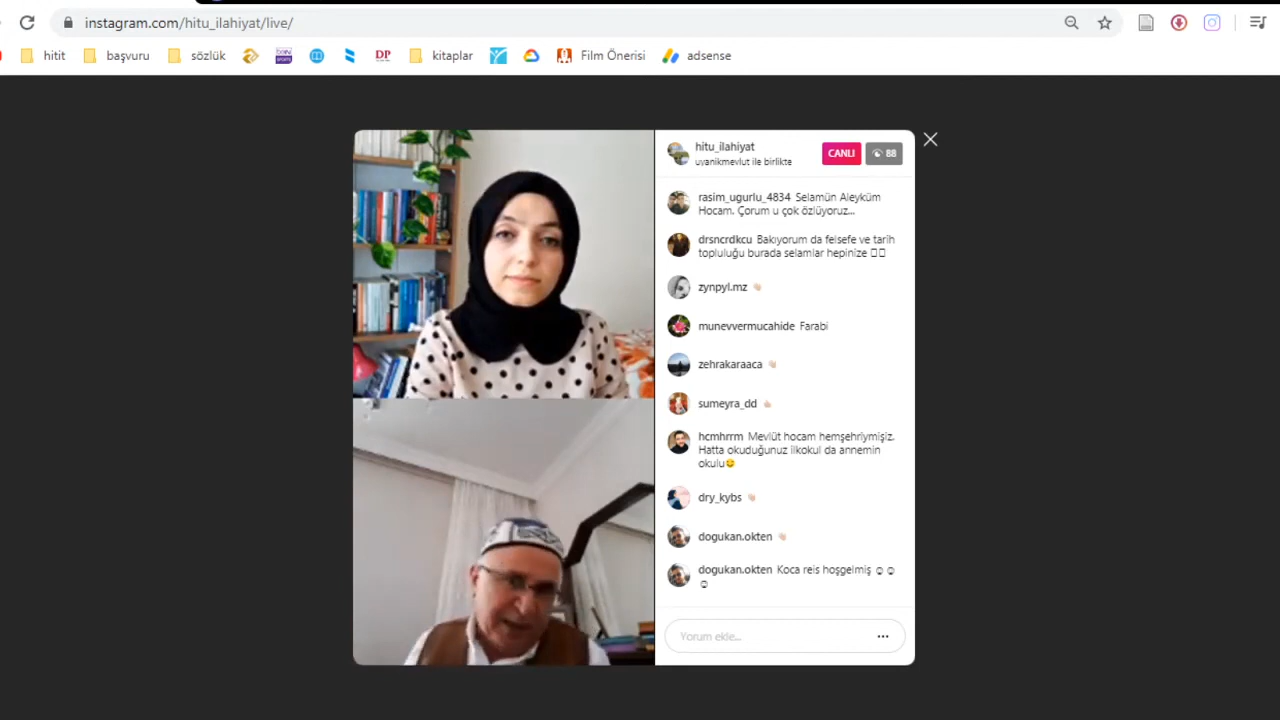 instagram.com/hitu_ilahiyat/live/
hitit başvuru sözlük DP kitaplar Film Önerisi adsense
hitu_ilahiyat
uyanikmevlut ile birlikte
CANLI 88
rasim_ugurlu_4834 Selamün Aleyküm
Hocam. Çorum u çok özlüyoruz...
drsncrdkcu Bakıyorum da felsefe ve tarih
topluluğu burada selamlar hepinize
zynpyl.mz
munevvermucahide Farabi
zehrakaraaca
sumeyra_dd
hcmhrrm Mevlüt hocam hemşehriymişiz.
Hatta okuduğunuz ilkokul da annemin
okulu
dry_kybs
dogukan.okten
dogukan.okten Koca reis hoşgelmiş
Yorum ekle...